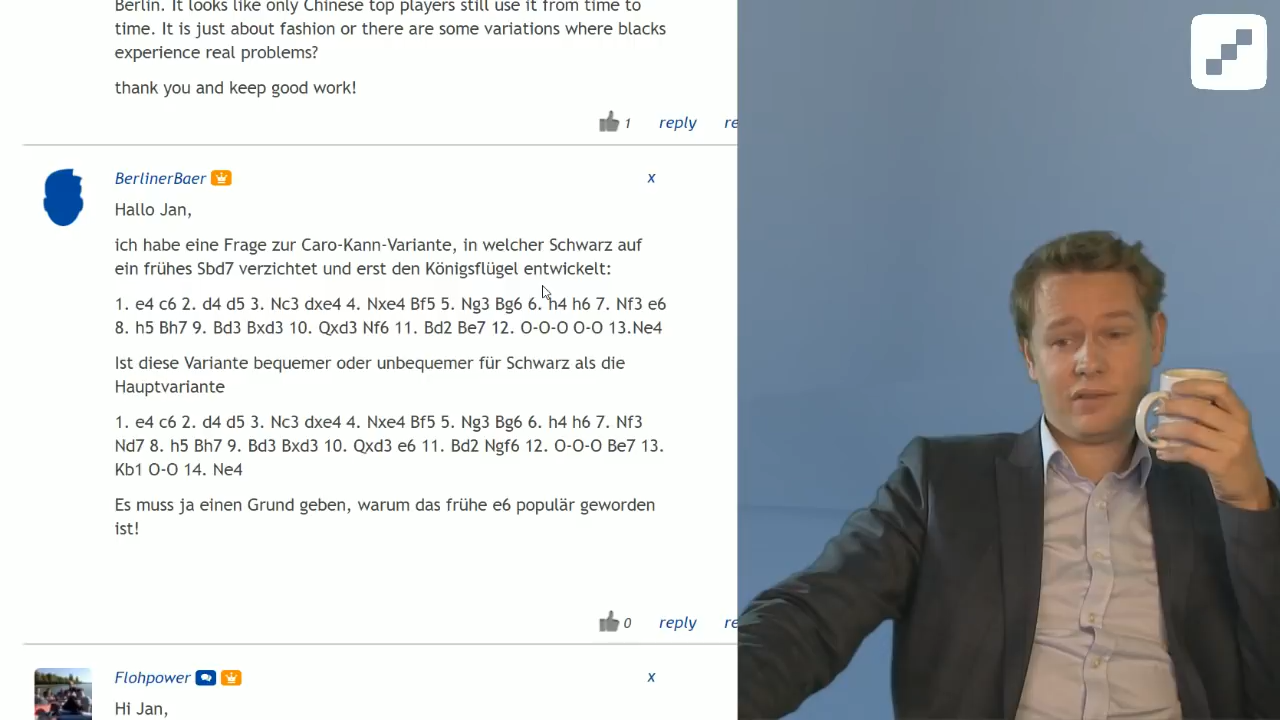 Berlin. It looks like only Chinese top players still use it from time to
time. It is just about fashion or there are some variations where blacks
experience real problems?
thank you and keep good work!
1 reply re
BerlinerBaer x
Hallo Jan,
ich habe eine Frage zur Caro-Kann-Variante, in welcher Schwarz auf
ein frühes Sbd7 verzichtet und erst den Königsflügel entwickelt:
1. e4 c6 2. d4 d5 3. Nc3 dxe4 4. Nxe4 Bf5 5. Ng3 Bg6 6. h4 h6 7. Nf3 e6
8. h5 Bh7 9. Bd3 Bxd3 10. Qxd3 Nf6 11. Bd2 Be7 12. O-O-O O-O 13.Ne4
Ist diese Variante bequemer oder unbequemer für Schwarz als die
Hauptvariante
1. e4 c6 2. d4 d5 3. Nc3 dxe4 4. Nxe4 Bf5 5. Ng3 Bg6 6. h4 h6 7. Nf3
Nd7 8. h5 Bh7 9. Bd3 Bxd3 10. Qxd3 e6 11. Bd2 Ngf6 12. O-O-O Be7 13.
Kb1 O-O 14. Ne4
Es muss ja einen Grund geben, warum das frühe e6 populär geworden
ist!
0 reply re
Flohpower x
Hi Jan,